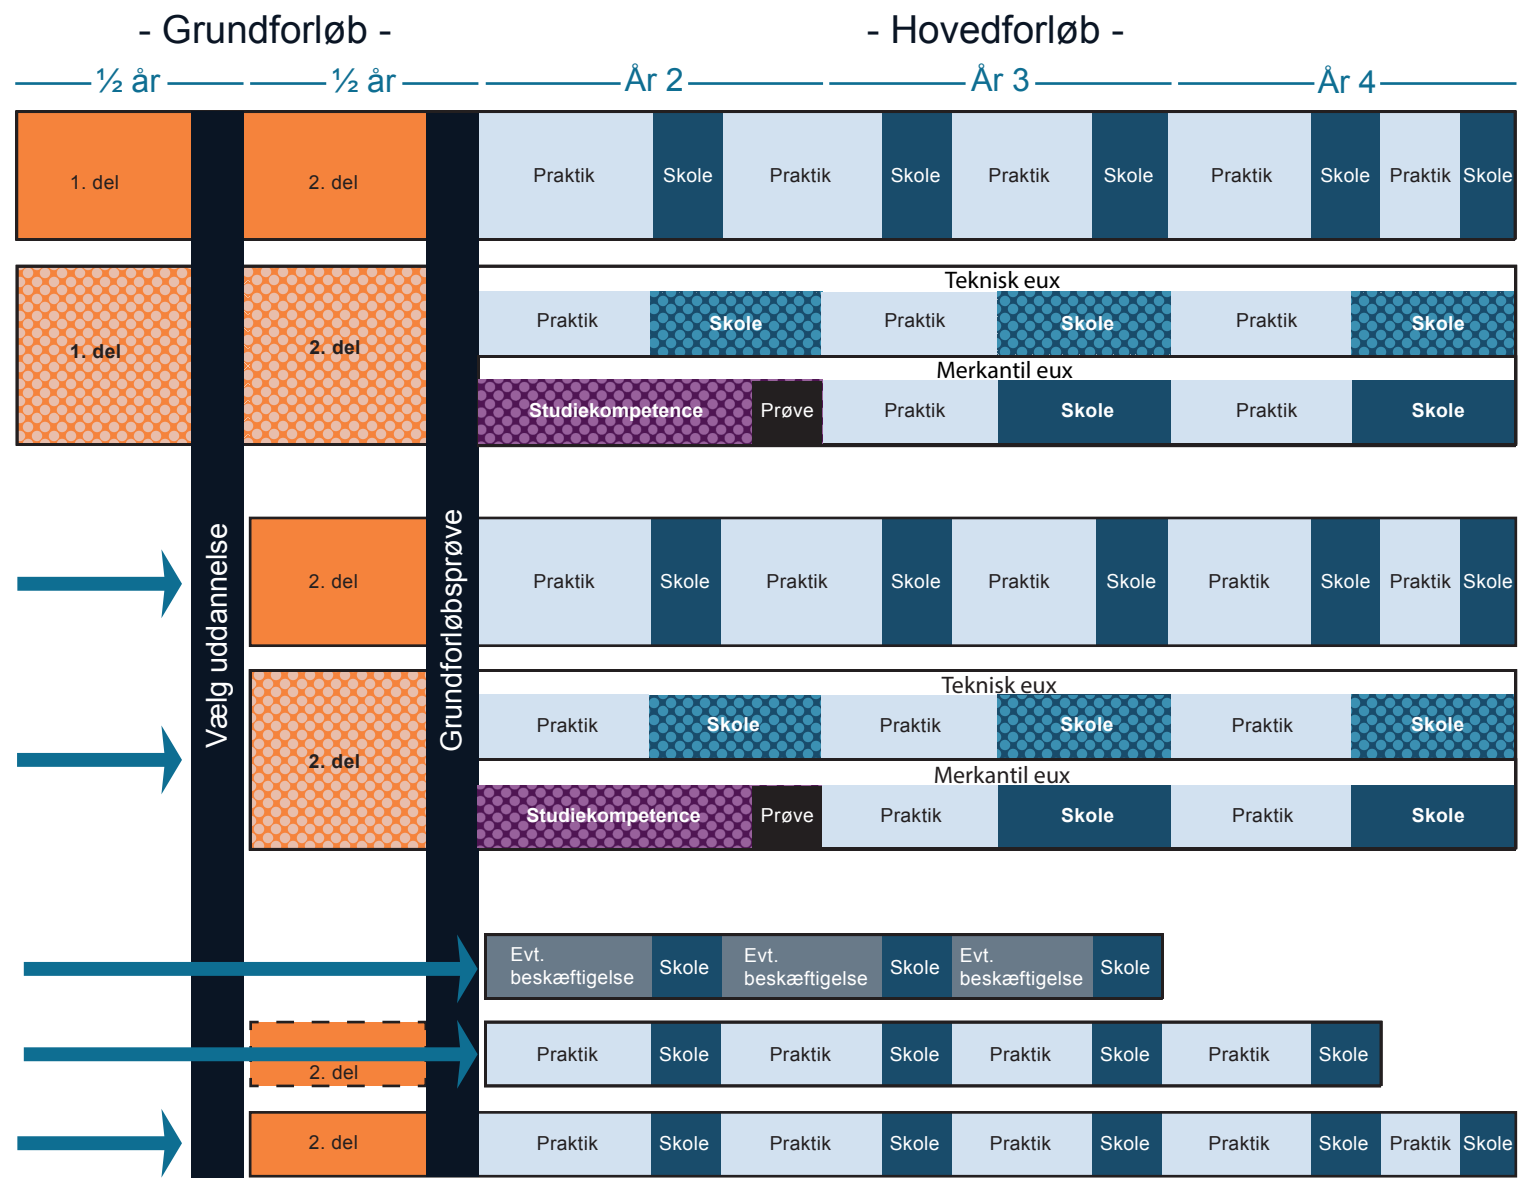 - Grundforløb -
- Hovedforløb -
½ år
½ år
År 2
År 3
År 4
1. del
2. del
Praktik
Skole
Praktik
Skole
Praktik
Skole
Praktik
Skole
Praktik
Skole
1. del
2. del
Teknisk eux
Praktik
Skole
Praktik
Skole
Praktik
Skole
Merkantil eux
Studiekompetence
Prøve
Praktik
Skole
Praktik
Skole
Vælg uddannelse
Grundforløbsprøve
2. del
Praktik
Skole
Praktik
Skole
Praktik
Skole
Praktik
Skole
Praktik
Skole
2. del
Teknisk eux
Praktik
Skole
Praktik
Skole
Praktik
Skole
Merkantil eux
Studiekompetence
Prøve
Praktik
Skole
Praktik
Skole
Evt.
beskæftigelse
Skole
Evt.
beskæftigelse
Skole
Evt.
beskæftigelse
Skole
2. del
Praktik
Skole
Praktik
Skole
Praktik
Skole
Praktik
Skole
2. del
Praktik
Skole
Praktik
Skole
Praktik
Skole
Praktik
Skole
Praktik
Skole